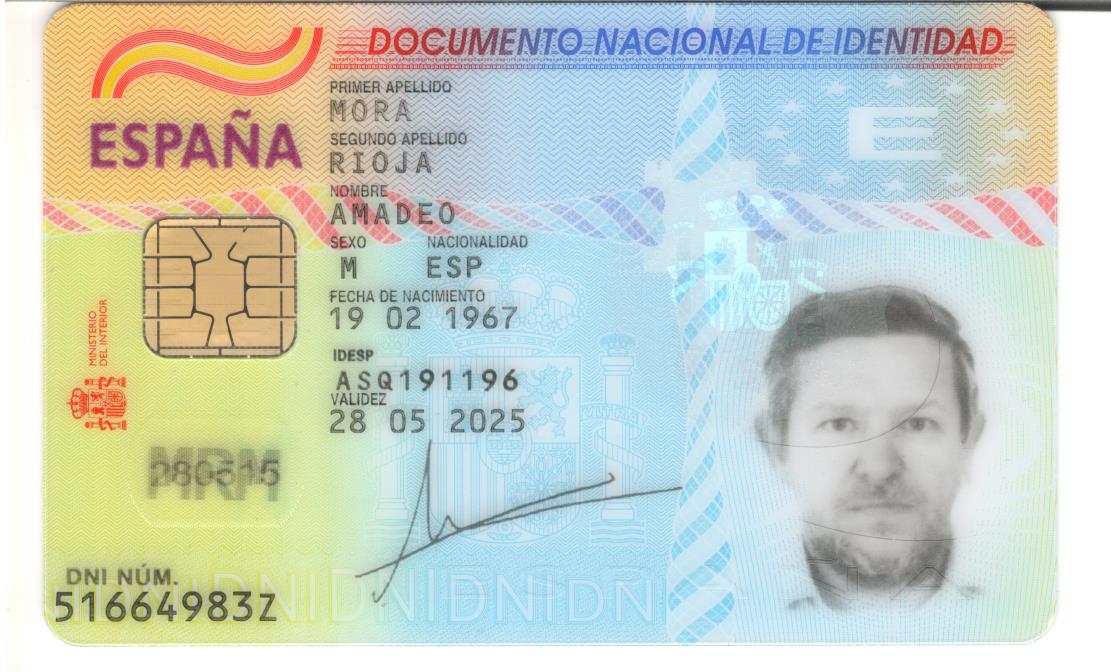 DOCUMENTO NACIONAL DE IDENTIDAD
ESPAÑA
PRIMER APELLIDO
MORA
SEGUNDO APELLIDO
RIOJA
NOMBRE
AMADEO
SEXO NACIONALIDAD
M ESP
FECHA DE NACIMIENTO
19 02 1967
IDESP
ASQ191196
VALIDEZ
28 05 2025
MINISTERIO
DEL INTERIOR
E
MRM
280515
DNI NÚM.
51664983Z
DNIDNIDNIDNI